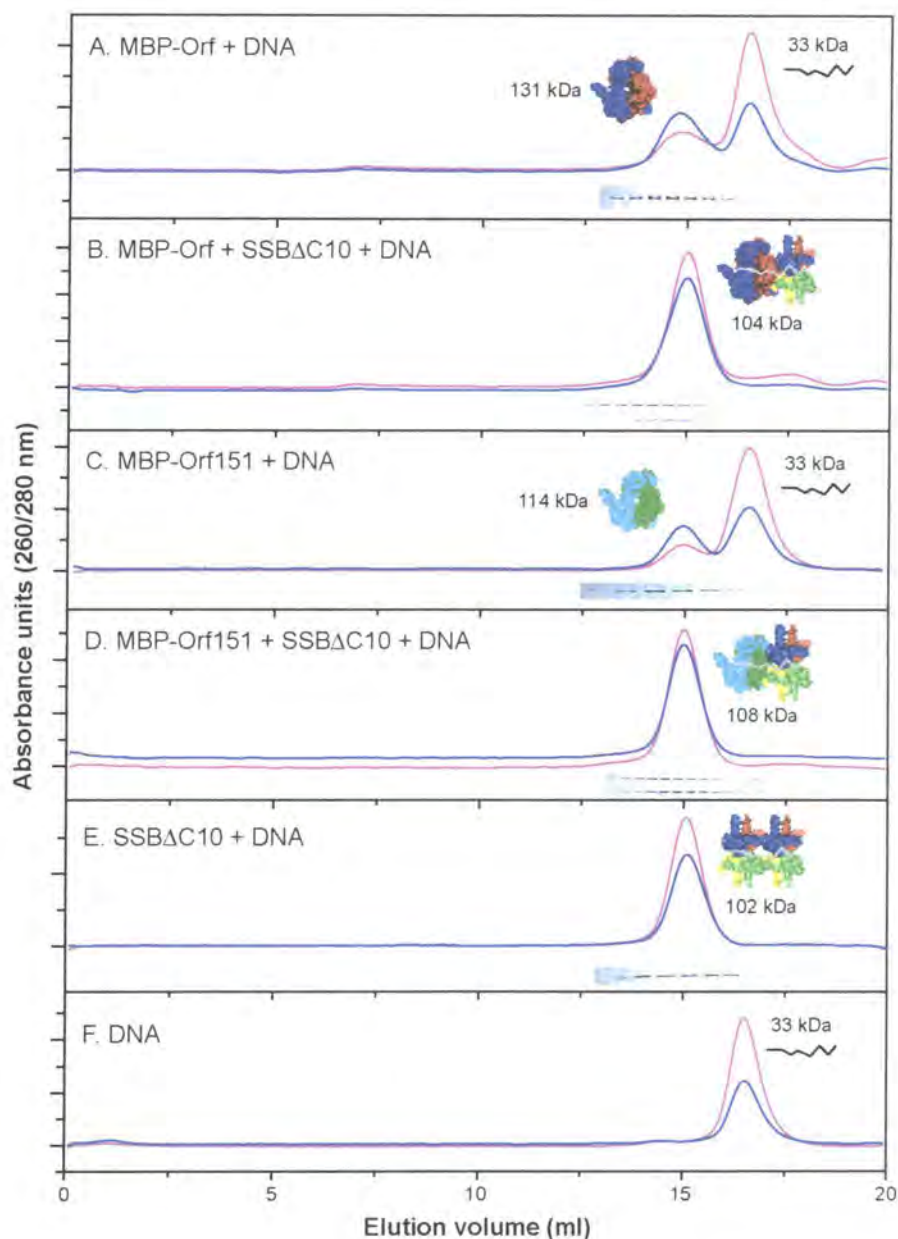 A. MBP-Orf + DNA
33 kDa
131 kDa
B. MBP-Orf + SSBΔC10 + DNA
104 kDa
C. MBP-Orf151 + DNA
33 kDa
114 kDa
D. MBP-Orf151 + SSBΔC10 + DNA
108 kDa
E. SSBΔC10 + DNA
102 kDa
F. DNA
33 kDa
Absorbance units (260/280 nm)
0 5 10 15 20
Elution volume (ml)